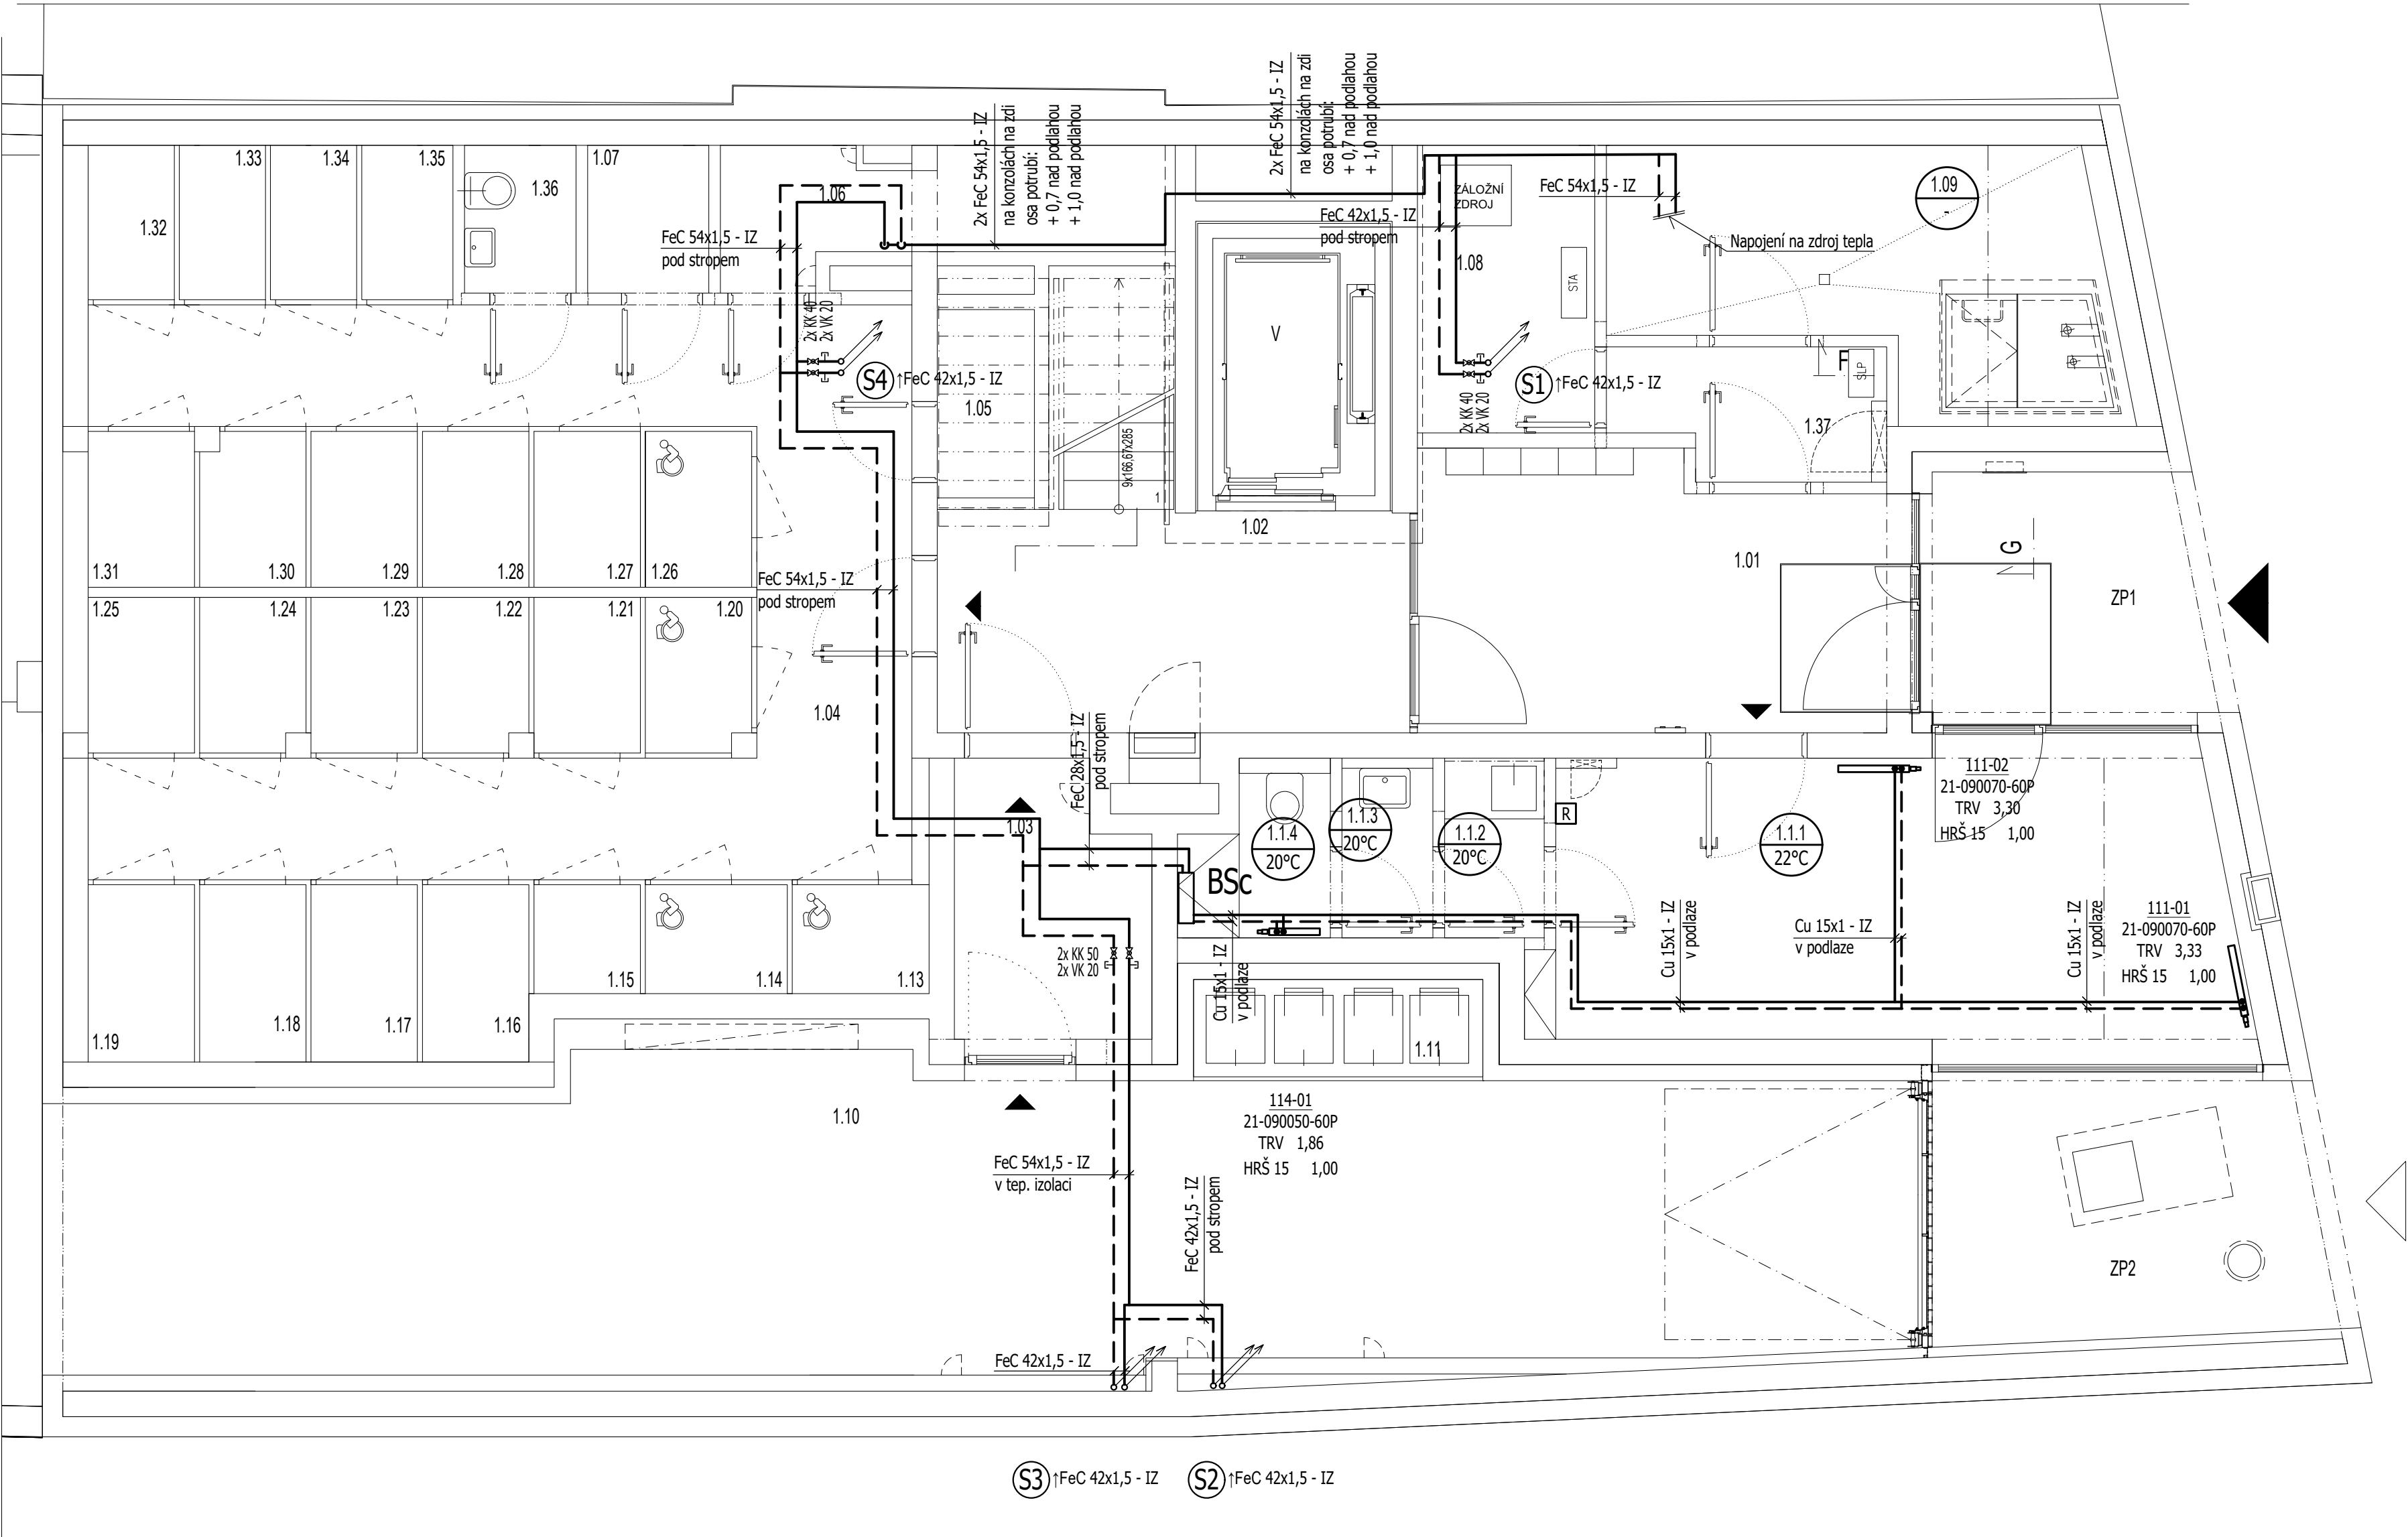 2x FeC 54x1,5 - IZ
na konzolách na zdi
osa potrubí:
+ 0,7 nad podlahou
+ 1,0 nad podlahou
2x FeC 54x1,5 - IZ
na konzolách na zdi
osa potrubí:
+ 0,7 nad podlahou
+ 1,0 nad podlahou
1.33
1.34
1.35
1.36
1.07
1.06
1.32
FeC 54x1,5 - IZ
pod stropem
FeC 42x1,5 - IZ
pod stropem
ZÁLOŽNÍ
ZDROJ
FeC 54x1,5 - IZ
1.09
-
Napojení na zdroj tepla
1.08
STA
V
2x KK 40
2x VK 20
S4
↑FeC 42x1,5 - IZ
1.05
9x166,67x285
1
2x KK 40
2x VK 20
S1
↑FeC 42x1,5 - IZ
F
SLP
1.37
1.02
1.01
G
ZP1
1.31
1.30
1.29
1.28
1.27
1.26
FeC 54x1,5 - IZ
pod stropem
1.25
1.24
1.23
1.22
1.21
1.20
1.04
FeC 28x1,5 - IZ
pod stropem
1.03
111-02
21-090070-60P
TRV 3,30
HRŠ 15 1,00
R
1.1.4
20°C
1.1.3
20°C
1.1.2
20°C
1.1.1
22°C
BSc
Cu 15x1 - IZ
v podlaze
Cu 15x1 - IZ
v podlaze
Cu 15x1 - IZ
v podlaze
Cu 15x1 - IZ
v podlaze
111-01
21-090070-60P
TRV 3,33
HRŠ 15 1,00
2x KK 50
2x VK 20
1.19
1.18
1.17
1.16
1.15
1.14
1.13
1.11
1.10
114-01
21-090050-60P
TRV 1,86
HRŠ 15 1,00
FeC 54x1,5 - IZ
v tep. izolaci
FeC 42x1,5 - IZ
pod stropem
FeC 42x1,5 - IZ
ZP2
S3
↑FeC 42x1,5 - IZ
S2
↑FeC 42x1,5 - IZ